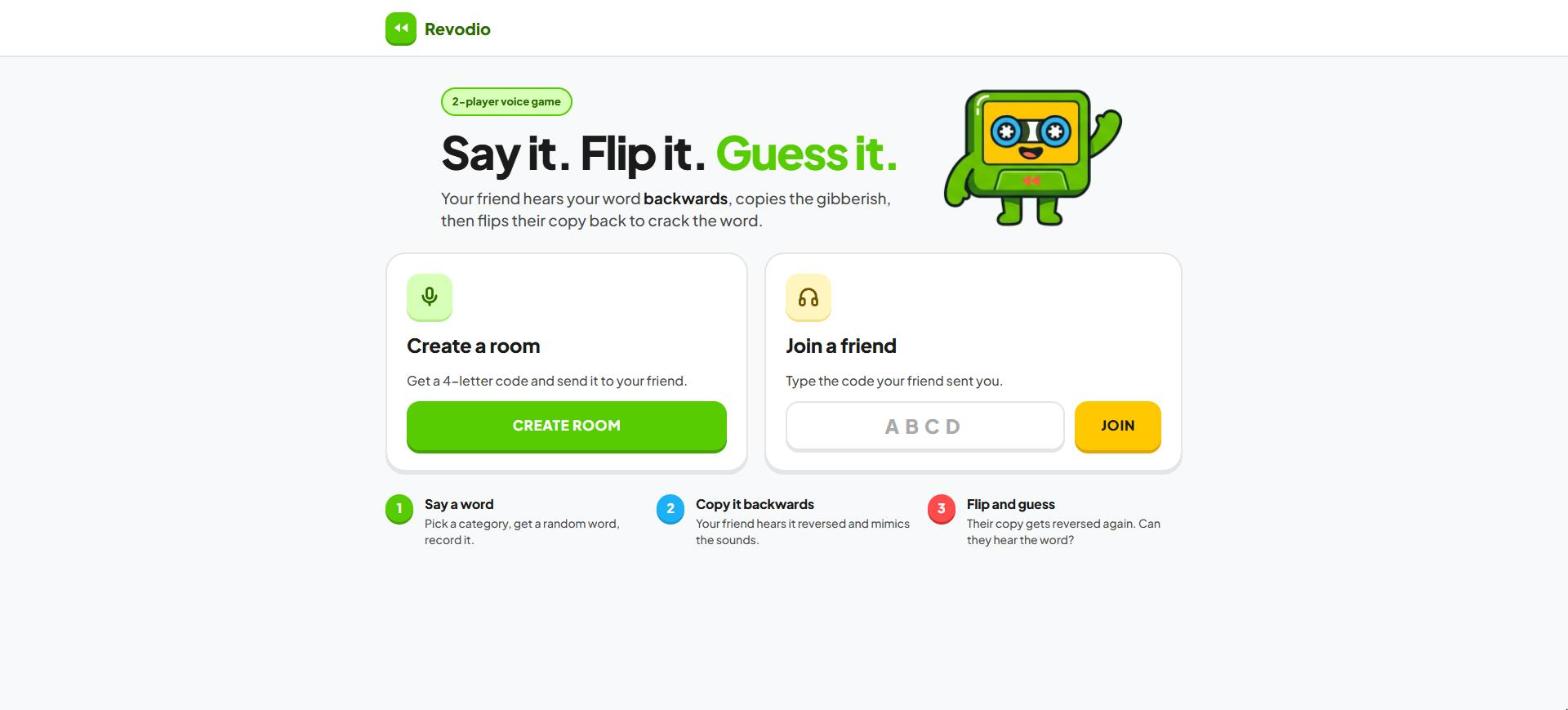 Revodio
2-player voice game
Say it. Flip it. Guess it.
Your friend hears your word backwards, copies the gibberish,
then flips their copy back to crack the word.
Create a room
Get a 4-letter code and send it to your friend.
CREATE ROOM
Join a friend
Type the code your friend sent you.
ABCD
JOIN
1
Say a word
Pick a category, get a random word,
record it.
2
Copy it backwards
Your friend hears it reversed and mimics
the sounds.
3
Flip and guess
Their copy gets reversed again. Can
they hear the word?